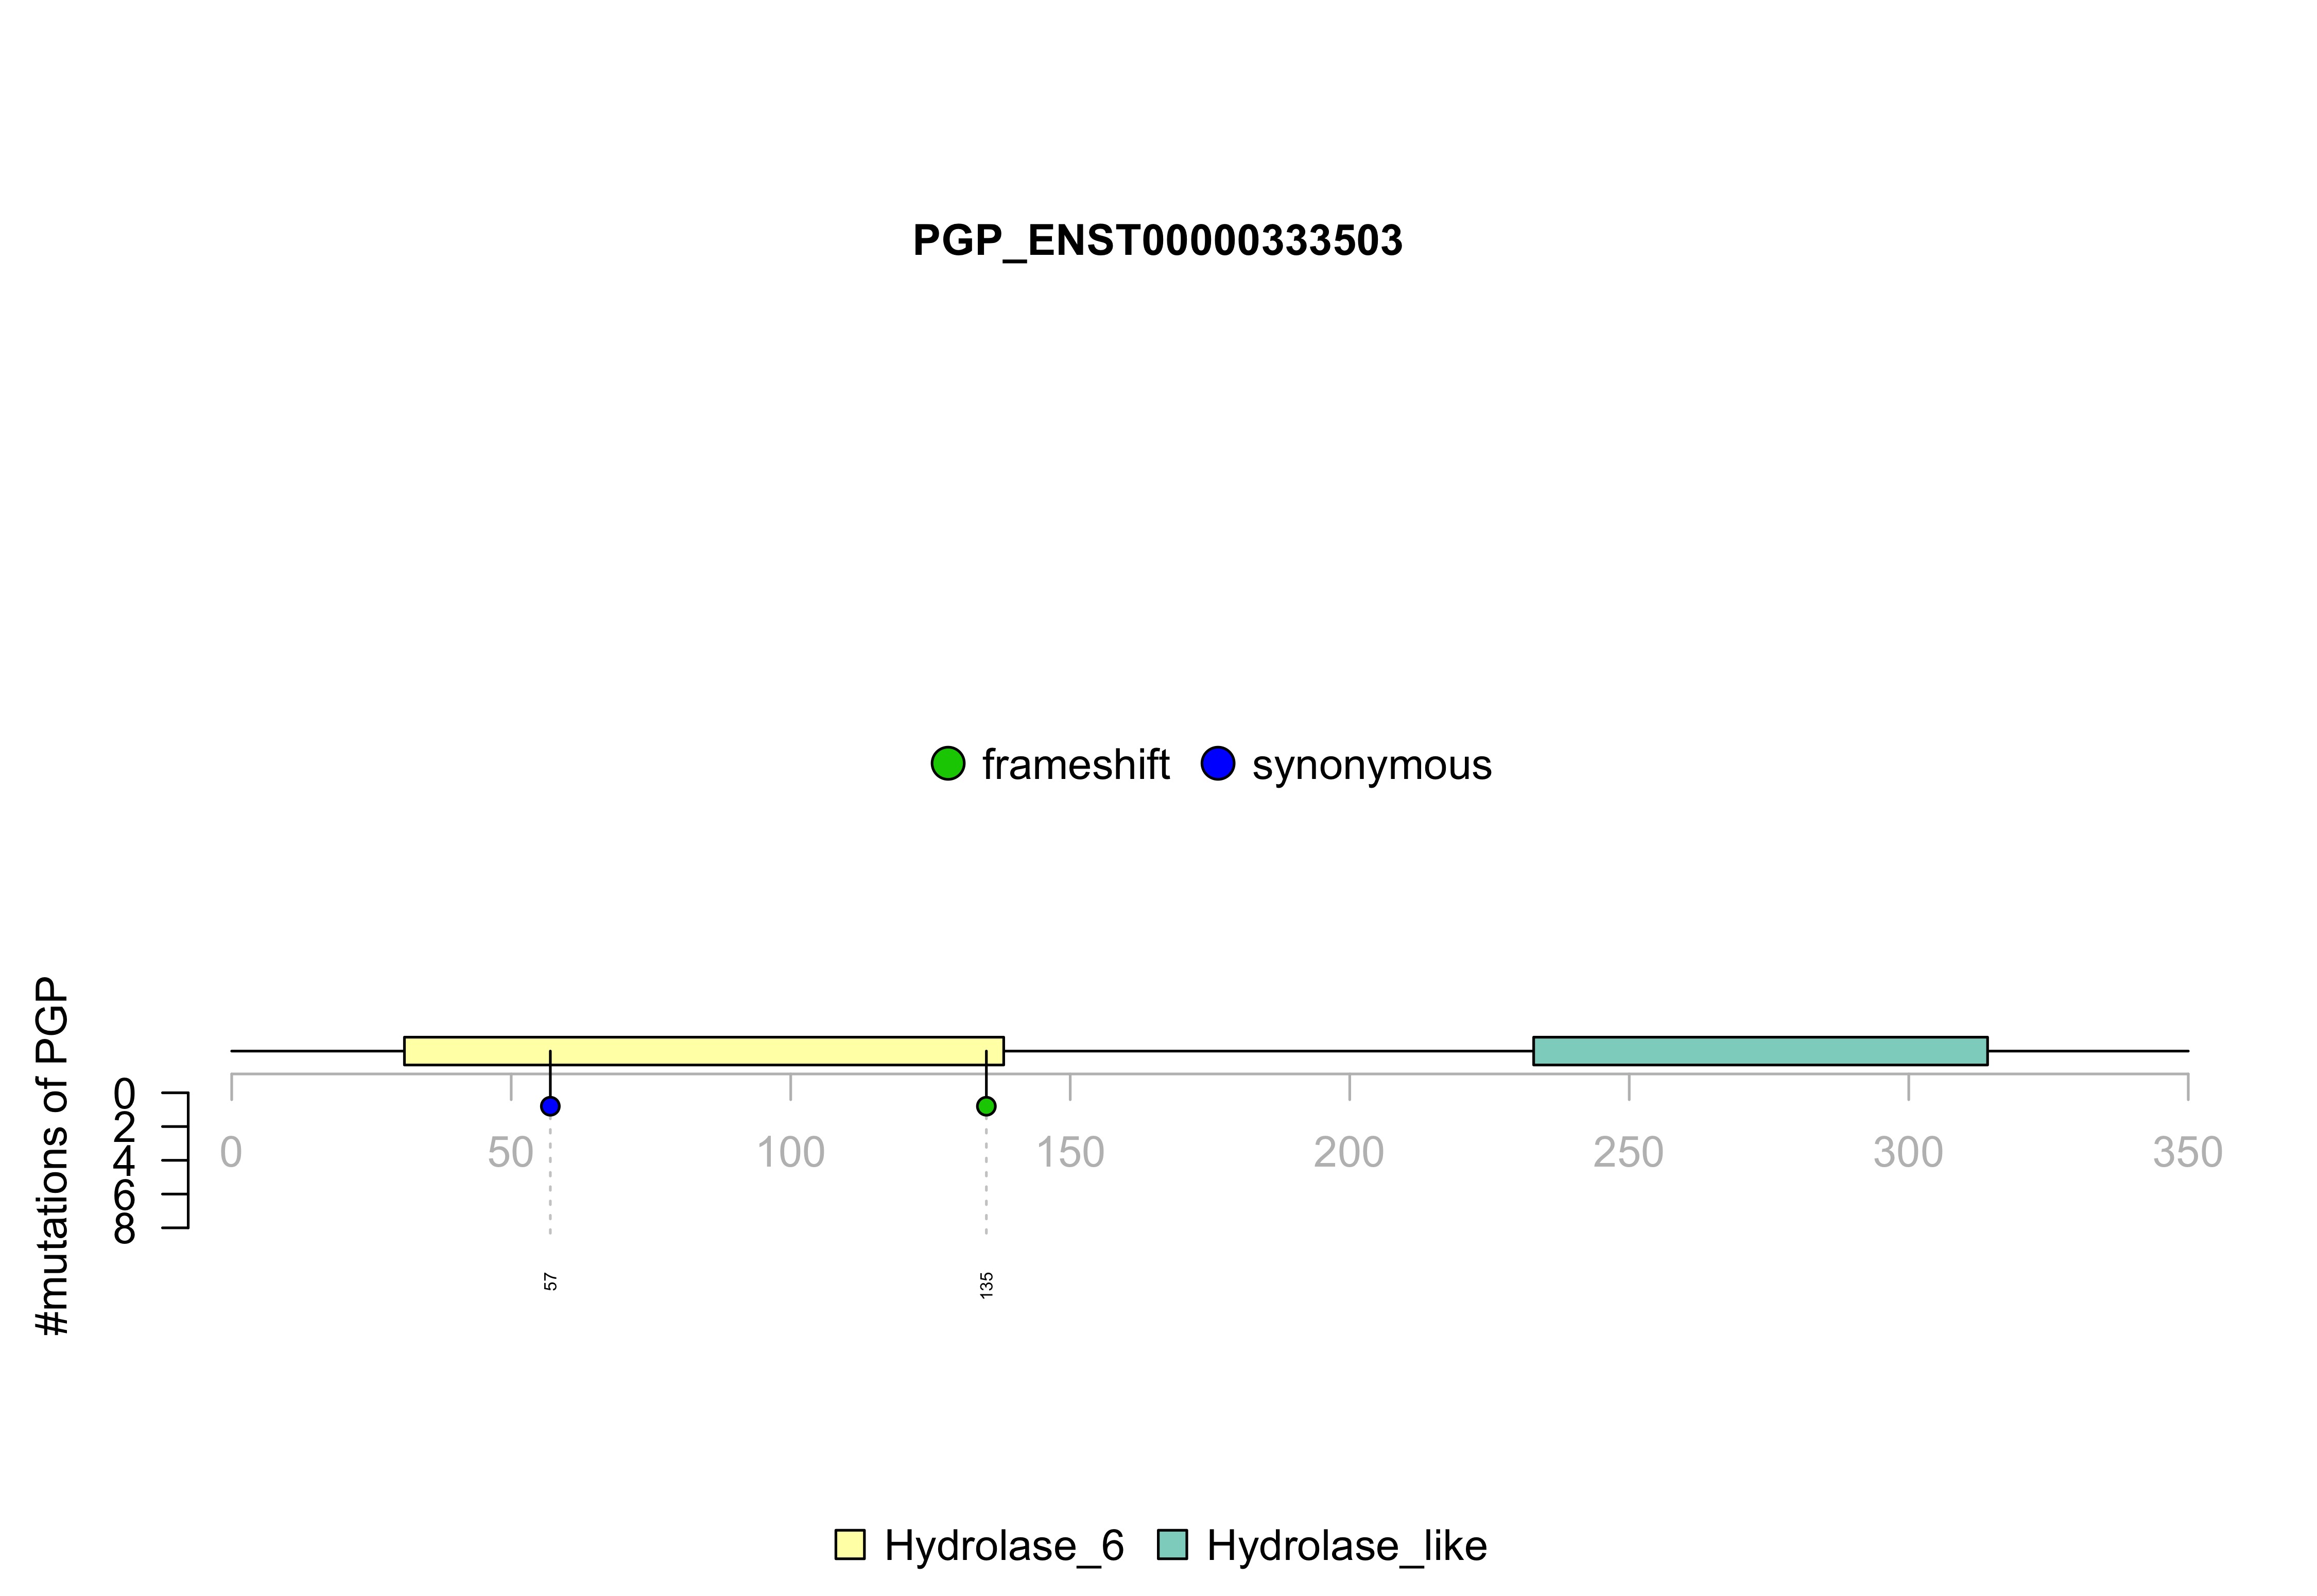 PGP_ENST00000333503
frameshift synonymous
#mutations of PGP
0
2
4
6
8
0 50 100 150 200 250 300 350
57 135
Hydrolase_6 Hydrolase_like